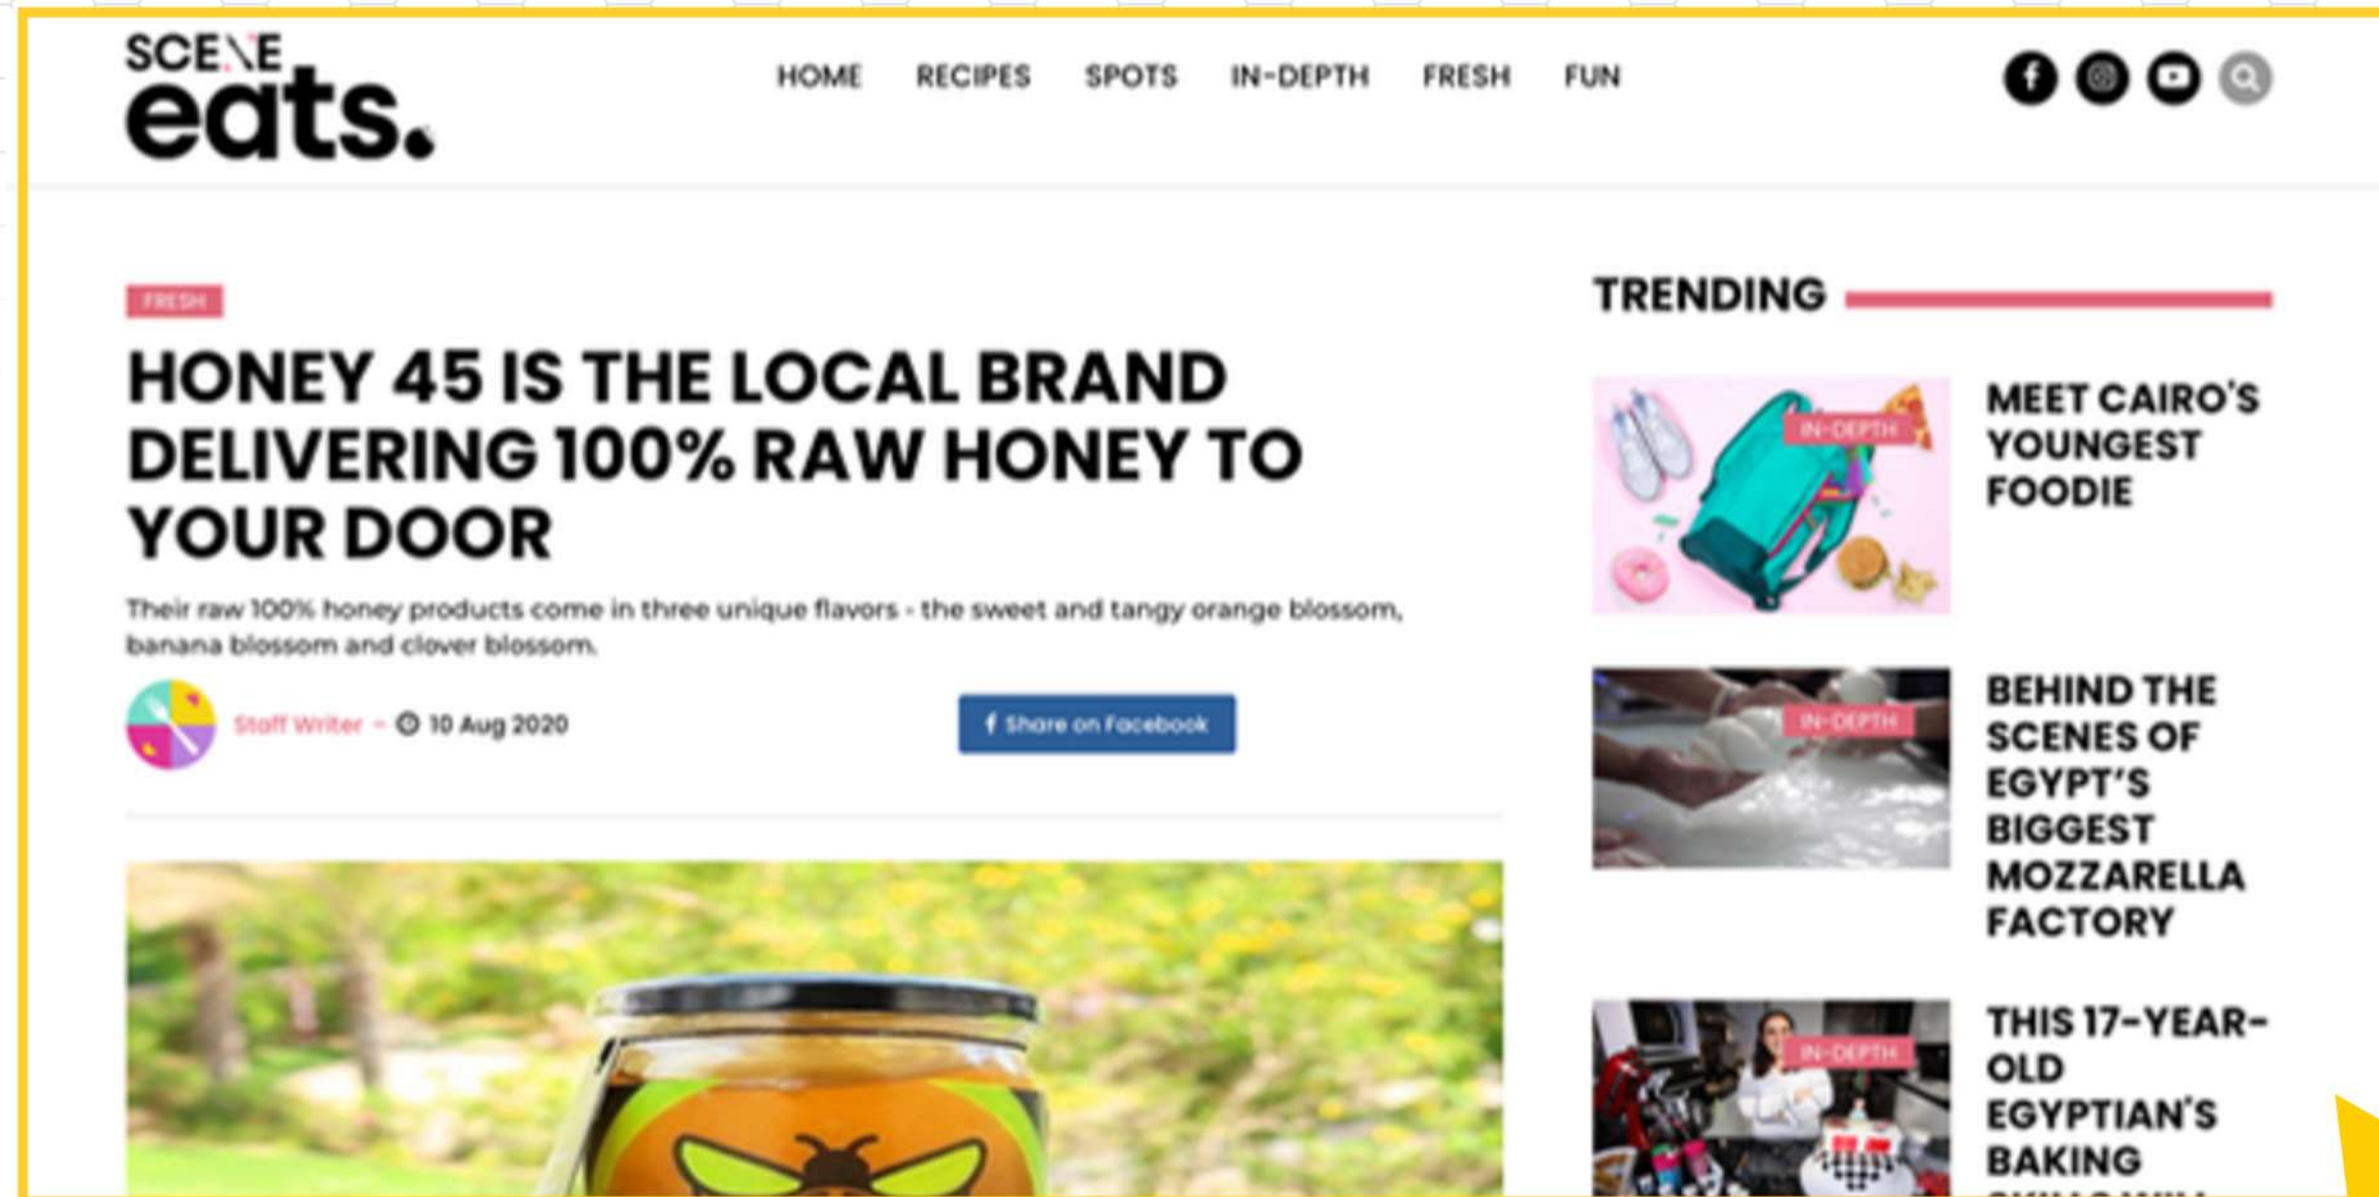 SCENE
eats.
HOME RECIPES SPOTS IN-DEPTH FRESH FUN
FRESH
HONEY 45 IS THE LOCAL BRAND
DELIVERING 100% RAW HONEY TO
YOUR DOOR
Their raw 100% honey products come in three unique flavors - the sweet and tangy orange blossom,
banana blossom and clover blossom.
Staff Writer - 10 Aug 2020
f Share on Facebook
TRENDING
IN-DEPTH
MEET CAIRO'S
YOUNGEST
FOODIE
IN-DEPTH
BEHIND THE
SCENES OF
EGYPT'S
BIGGEST
MOZZARELLA
FACTORY
IN-DEPTH
THIS 17-YEAR-
OLD
EGYPTIAN'S
BAKING